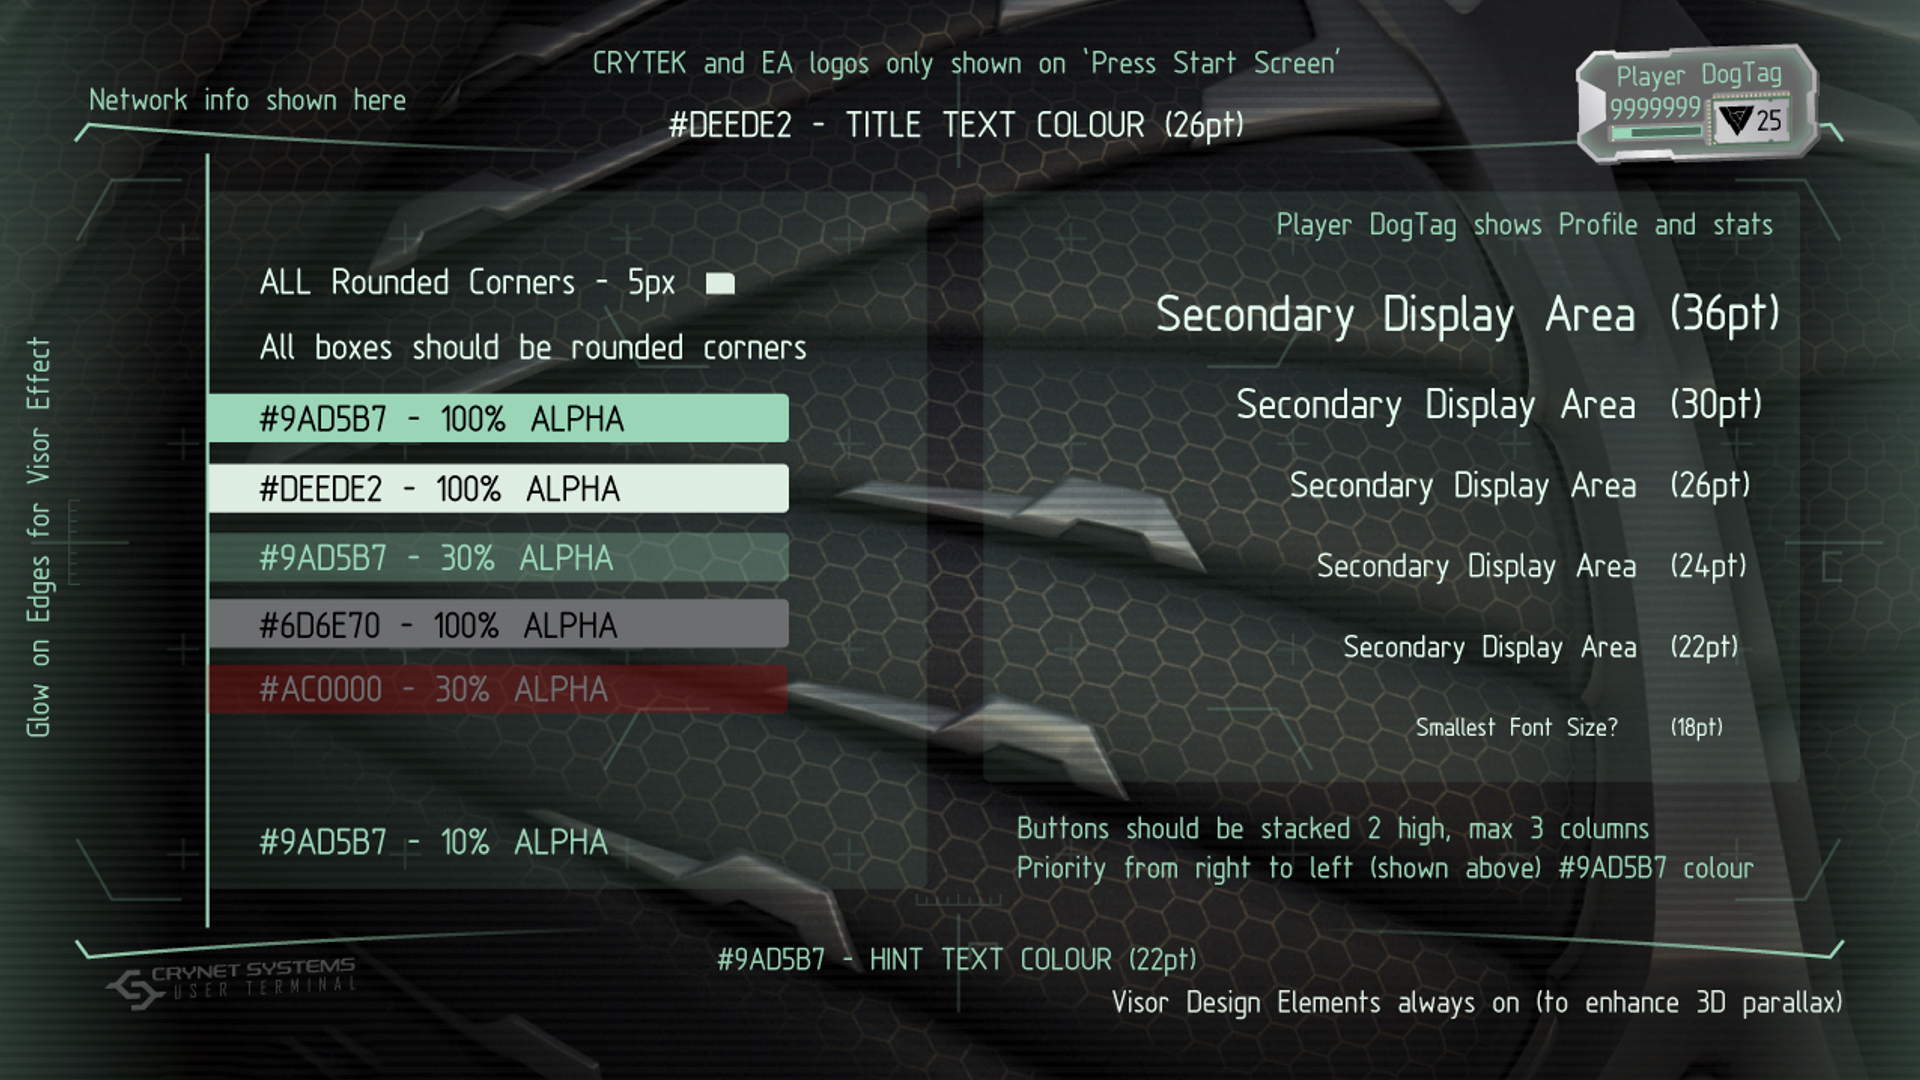 CRYTEK and EA logos only shown on 'Press Start Screen'
Network info shown here
#DEEDE2 - TITLE TEXT COLOUR (26pt)
Player DogTag
9999999
25
Player DogTag shows Profile and stats
ALL Rounded Corners - 5px
All boxes should be rounded corners
#9AD5B7 - 100% ALPHA
#DEEDE2 - 100% ALPHA
#9AD5B7 - 30% ALPHA
#6D6E70 - 100% ALPHA
#AC0000 - 30% ALPHA
#9AD5B7 - 10% ALPHA
Glow on Edges for Visor Effect
Secondary Display Area (36pt)
Secondary Display Area (30pt)
Secondary Display Area (26pt)
Secondary Display Area (24pt)
Secondary Display Area (22pt)
Smallest Font Size? (18pt)
Buttons should be stacked 2 high, max 3 columns
Priority from right to left (shown above) #9AD5B7 colour
#9AD5B7 - HINT TEXT COLOUR (22pt)
CRYNET SYSTEMS
USER TERMINAL
Visor Design Elements always on (to enhance 3D parallax)